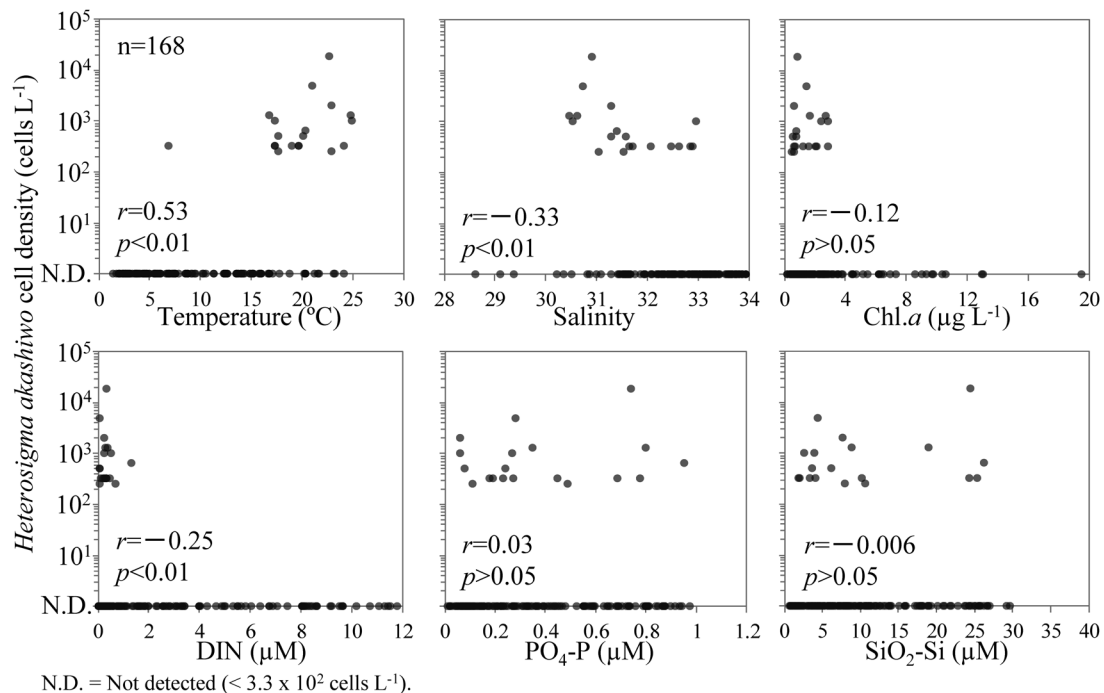 Heterosigma akashiwo cell density (cells L⁻¹)
10⁵
10⁴
10³
10²
10¹
N.D.
n=168
r=0.53
p<0.01
0 5 10 15 20 25 30
Temperature (ºC)
r=−0.33
p<0.01
28 29 30 31 32 33 34
Salinity
r=−0.12
p>0.05
0 4 8 12 16 20
Chl.a (µg L⁻¹)
10⁵
10⁴
10³
10²
10¹
N.D.
r=−0.25
p<0.01
0 2 4 6 8 10 12
DIN (µM)
r=0.03
p>0.05
0 0.2 0.4 0.6 0.8 1 1.2
PO₄-P (µM)
r=−0.006
p>0.05
0 5 10 15 20 25 30 40
SiO₂-Si (µM)
N.D. = Not detected (< 3.3 x 10² cells L⁻¹).